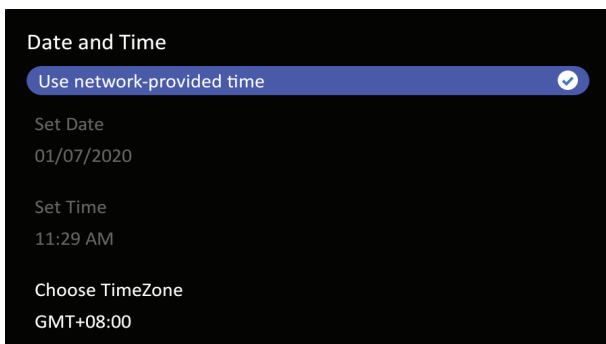 Date and Time
Use network-provided time
Set Date
01/07/2020
Set Time
11:29 AM
Choose TimeZone
GMT+08:00